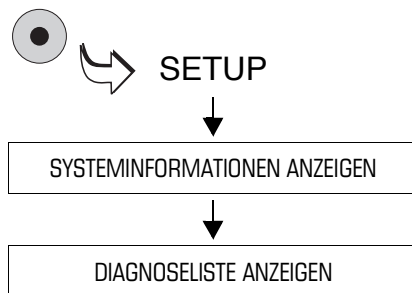 SETUP
SYSTEMINFORMATIONEN ANZEIGEN
DIAGNOSELISTE ANZEIGEN